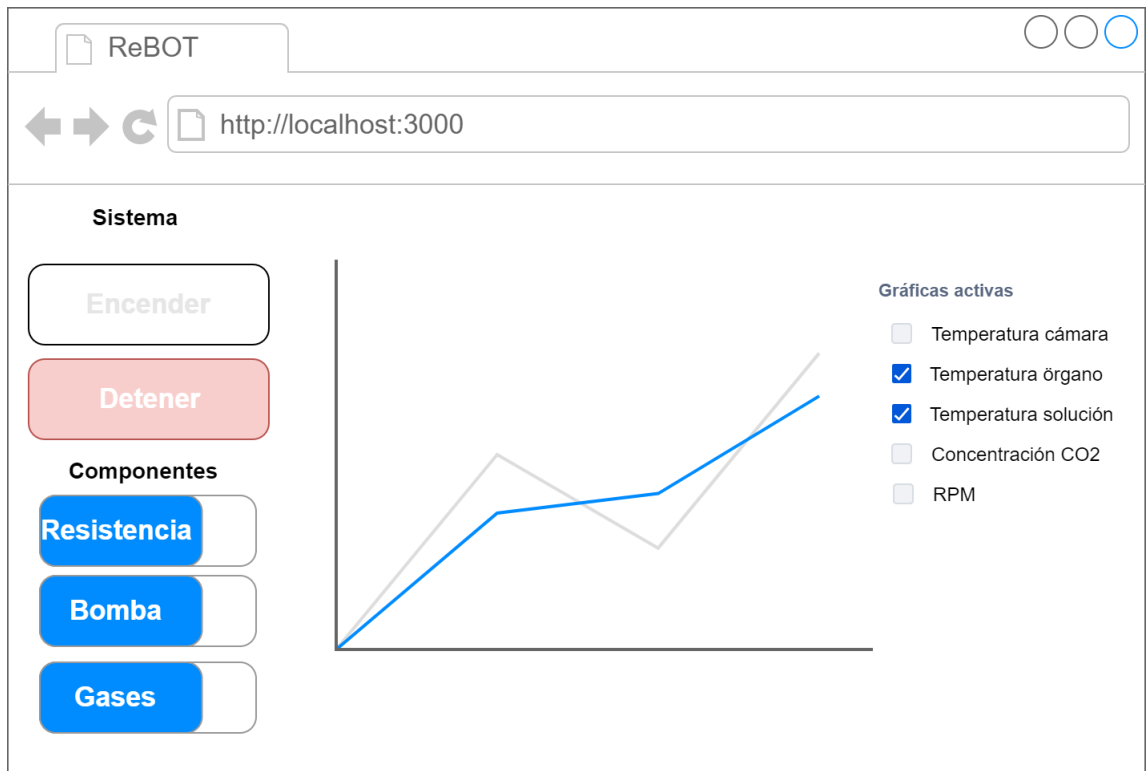 ReBOT
http://localhost:3000
Sistema
Encender
Detener
Componentes
Resistencia
Bomba
Gases
Gráficas activas
Temperatura cámara
Temperatura örgano
Temperatura solución
Concentración CO2
RPM